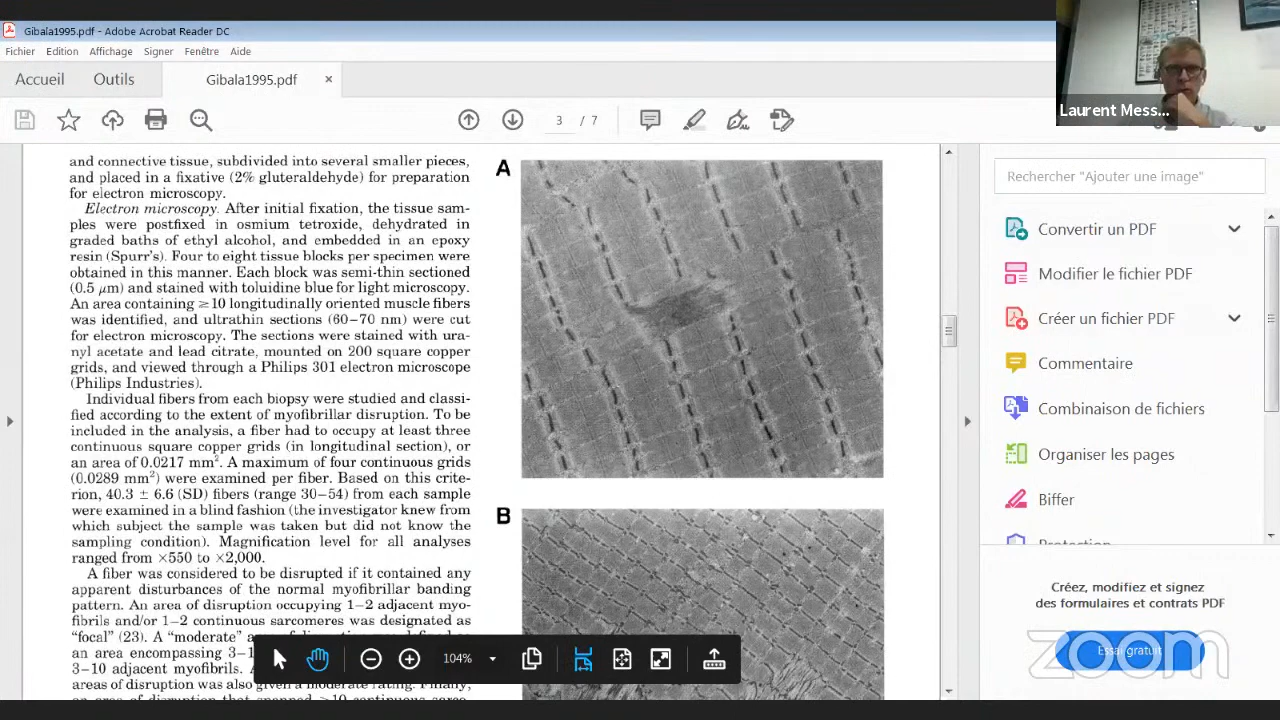 Gibala1995.pdf - Adobe Acrobat Reader DC
Fichier Edition Affichage Signer Fenêtre Aide
Accueil Outils Gibala1995.pdf ×
3 / 7
Laurent Mess...
and connective tissue, subdivided into several smaller pieces,
and placed in a fixative (2% gluteraldehyde) for preparation
for electron microscopy.
Electron microscopy. After initial fixation, the tissue sam-
ples were postfixed in osmium tetroxide, dehydrated in
graded baths of ethyl alcohol, and embedded in an epoxy
resin (Spurr's). Four to eight tissue blocks per specimen were
obtained in this manner. Each block was semi-thin sectioned
(0.5 μm) and stained with toluidine blue for light microscopy.
An area containing ≥10 longitudinally oriented muscle fibers
was identified, and ultrathin sections (60–70 nm) were cut
for electron microscopy. The sections were stained with ura-
nyl acetate and lead citrate, mounted on 200 square copper
grids, and viewed through a Philips 301 electron microscope
(Philips Industries).
Individual fibers from each biopsy were studied and classi-
fied according to the extent of myofibrillar disruption. To be
included in the analysis, a fiber had to occupy at least three
continuous square copper grids (in longitudinal section), or
an area of 0.0217 mm². A maximum of four continuous grids
(0.0289 mm²) were examined per fiber. Based on this crite-
rion, 40.3 ± 6.6 (SD) fibers (range 30–54) from each sample
were examined in a blind fashion (the investigator knew from
which subject the sample was taken but did not know the
sampling condition). Magnification level for all analyses
ranged from ×550 to ×2,000.
A fiber was considered to be disrupted if it contained any
apparent disturbances of the normal myofibrillar banding
pattern. An area of disruption occupying 1–2 adjacent myo-
fibrils and/or 1–2 continuous sarcomeres was designated as
"focal" (23). A "moderate"
an area encompassing 3–1
3–10 adjacent myofibrils.
areas of disruption was also given a moderate rating. Finally,
A
B
104%
Rechercher "Ajouter une image"
Convertir un PDF
Modifier le fichier PDF
Créer un fichier PDF
Commentaire
Combinaison de fichiers
Organiser les pages
Biffer
Protection
Créez, modifiez et signez
des formulaires et contrats PDF
Essai gratuit
zoom